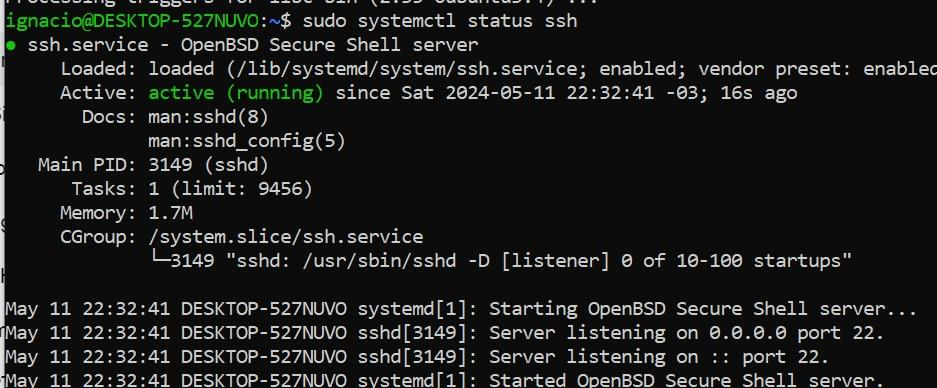 ignacio@DESKTOP-527NUVO:~$ sudo systemctl status ssh
● ssh.service - OpenBSD Secure Shell server
Loaded: loaded (/lib/systemd/system/ssh.service; enabled; vendor preset: enabled
Active: active (running) since Sat 2024-05-11 22:32:41 -03; 16s ago
Docs: man:sshd(8)
man:sshd_config(5)
Main PID: 3149 (sshd)
Tasks: 1 (limit: 9456)
Memory: 1.7M
CGroup: /system.slice/ssh.service
└─3149 "sshd: /usr/sbin/sshd -D [listener] 0 of 10-100 startups"
May 11 22:32:41 DESKTOP-527NUVO systemd[1]: Starting OpenBSD Secure Shell server...
May 11 22:32:41 DESKTOP-527NUVO sshd[3149]: Server listening on 0.0.0.0 port 22.
May 11 22:32:41 DESKTOP-527NUVO sshd[3149]: Server listening on :: port 22.
May 11 22:32:41 DESKTOP-527NUVO systemd[1]: Started OpenBSD Secure Shell server.